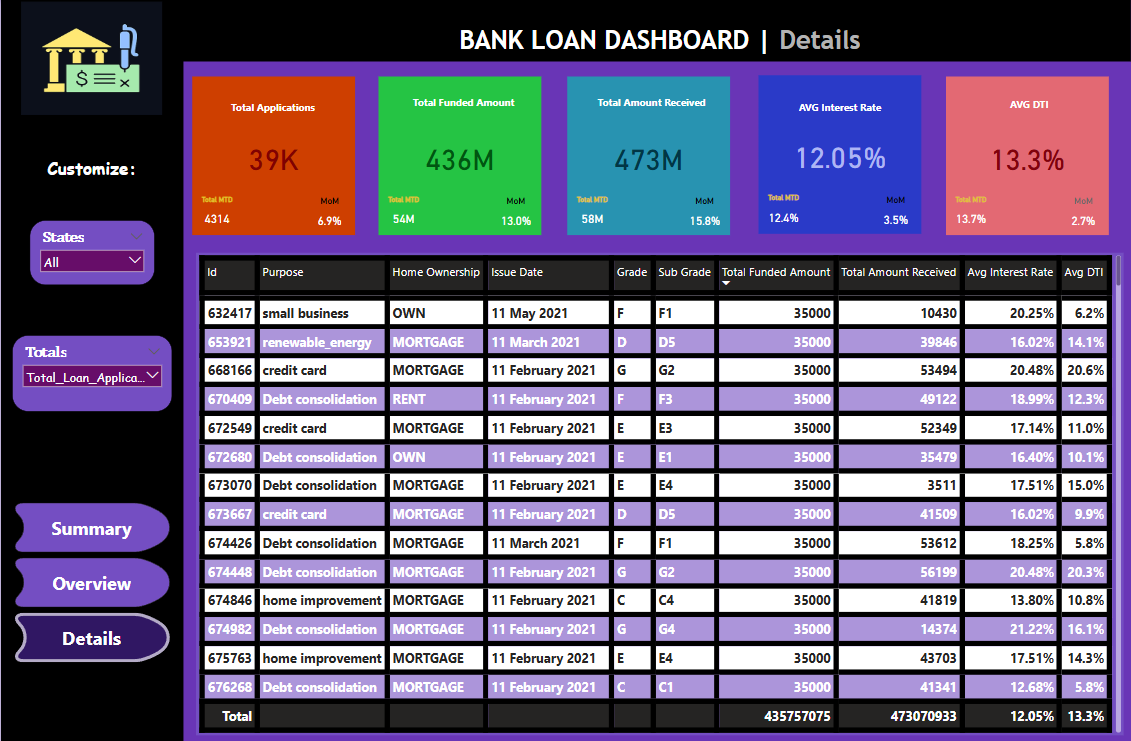 BANK LOAN DASHBOARD | Details
$ X
Customize:
States
All
Totals
Total_Loan_Applica...
Summary
Overview
Details
Total Applications
39K
Total MTD MoM
4314 6.9%
Total Funded Amount
436M
Total MTD MoM
54M 13.0%
Total Amount Received
473M
Total MTD MoM
58M 15.8%
AVG Interest Rate
12.05%
Total MTD MoM
12.4% 3.5%
AVG DTI
13.3%
Total MTD MoM
13.7% 2.7%
Id Purpose Home Ownership Issue Date Grade Sub Grade Total Funded Amount Total Amount Received Avg Interest Rate Avg DTI
632417 small business OWN 11 May 2021 F F1 35000 10430 20.25% 6.2%
653921 renewable_energy MORTGAGE 11 March 2021 D D5 35000 39846 16.02% 14.1%
668166 credit card MORTGAGE 11 February 2021 G G2 35000 53494 20.48% 20.6%
670409 Debt consolidation RENT 11 February 2021 F F3 35000 49122 18.99% 12.3%
672549 credit card MORTGAGE 11 February 2021 E E3 35000 52349 17.14% 11.0%
672680 Debt consolidation OWN 11 February 2021 E E1 35000 35479 16.40% 10.1%
673070 Debt consolidation MORTGAGE 11 February 2021 E E4 35000 3511 17.51% 15.0%
673667 credit card MORTGAGE 11 February 2021 D D5 35000 41509 16.02% 9.9%
674426 Debt consolidation MORTGAGE 11 March 2021 F F1 35000 53612 18.25% 5.8%
674448 Debt consolidation MORTGAGE 11 February 2021 G G2 35000 56199 20.48% 20.3%
674846 home improvement MORTGAGE 11 February 2021 C C4 35000 41819 13.80% 10.8%
674982 Debt consolidation MORTGAGE 11 February 2021 G G4 35000 14374 21.22% 16.1%
675763 home improvement MORTGAGE 11 February 2021 E E4 35000 43703 17.51% 14.3%
676268 Debt consolidation MORTGAGE 11 February 2021 C C1 35000 41341 12.68% 5.8%
Total 435757075 473070933 12.05% 13.3%